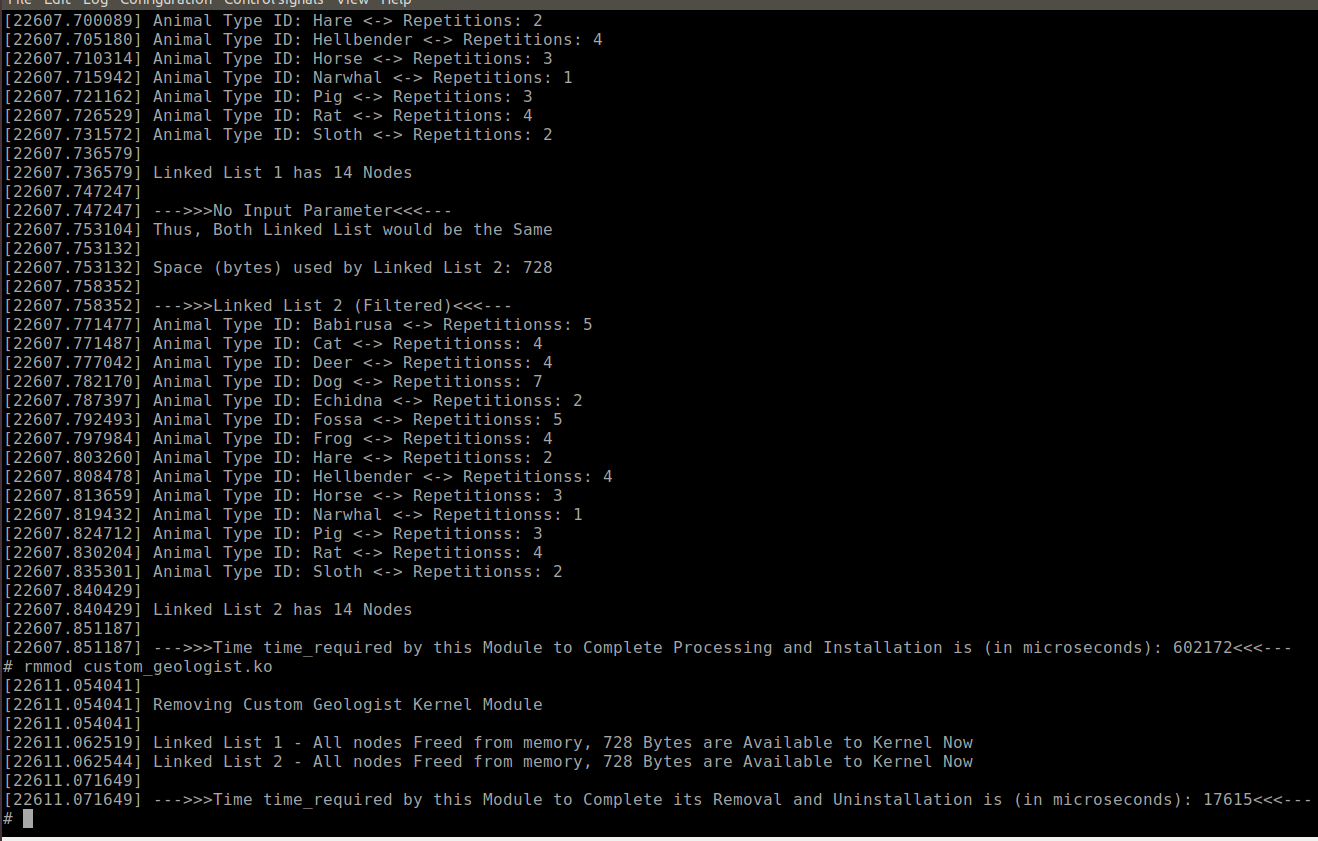 File Edit Log Configuration Control signals View Help
[22607.700089] Animal Type ID: Hare <-> Repetitions: 2
[22607.705180] Animal Type ID: Hellbender <-> Repetitions: 4
[22607.710314] Animal Type ID: Horse <-> Repetitions: 3
[22607.715942] Animal Type ID: Narwhal <-> Repetitions: 1
[22607.721162] Animal Type ID: Pig <-> Repetitions: 3
[22607.726529] Animal Type ID: Rat <-> Repetitions: 4
[22607.731572] Animal Type ID: Sloth <-> Repetitions: 2
[22607.736579]
[22607.736579] Linked List 1 has 14 Nodes
[22607.747247]
[22607.747247] --->>>No Input Parameter<<<---
[22607.753104] Thus, Both Linked List would be the Same
[22607.753132]
[22607.753132] Space (bytes) used by Linked List 2: 728
[22607.758352]
[22607.758352] --->>>Linked List 2 (Filtered)<<<---
[22607.771477] Animal Type ID: Babirusa <-> Repetitionss: 5
[22607.771487] Animal Type ID: Cat <-> Repetitionss: 4
[22607.777042] Animal Type ID: Deer <-> Repetitionss: 4
[22607.782170] Animal Type ID: Dog <-> Repetitionss: 7
[22607.787397] Animal Type ID: Echidna <-> Repetitionss: 2
[22607.792493] Animal Type ID: Fossa <-> Repetitionss: 5
[22607.797984] Animal Type ID: Frog <-> Repetitionss: 4
[22607.803260] Animal Type ID: Hare <-> Repetitionss: 2
[22607.808478] Animal Type ID: Hellbender <-> Repetitionss: 4
[22607.813659] Animal Type ID: Horse <-> Repetitionss: 3
[22607.819432] Animal Type ID: Narwhal <-> Repetitionss: 1
[22607.824712] Animal Type ID: Pig <-> Repetitionss: 3
[22607.830204] Animal Type ID: Rat <-> Repetitionss: 4
[22607.835301] Animal Type ID: Sloth <-> Repetitionss: 2
[22607.840429]
[22607.840429] Linked List 2 has 14 Nodes
[22607.851187]
[22607.851187] --->>>Time time_required by this Module to Complete Processing and Installation is (in microseconds): 602172<<<---
# rmmod custom_geologist.ko
[22611.054041]
[22611.054041] Removing Custom Geologist Kernel Module
[22611.054041]
[22611.062519] Linked List 1 - All nodes Freed from memory, 728 Bytes are Available to Kernel Now
[22611.062544] Linked List 2 - All nodes Freed from memory, 728 Bytes are Available to Kernel Now
[22611.071649]
[22611.071649] --->>>Time time_required by this Module to Complete its Removal and Uninstallation is (in microseconds): 17615<<<---
#